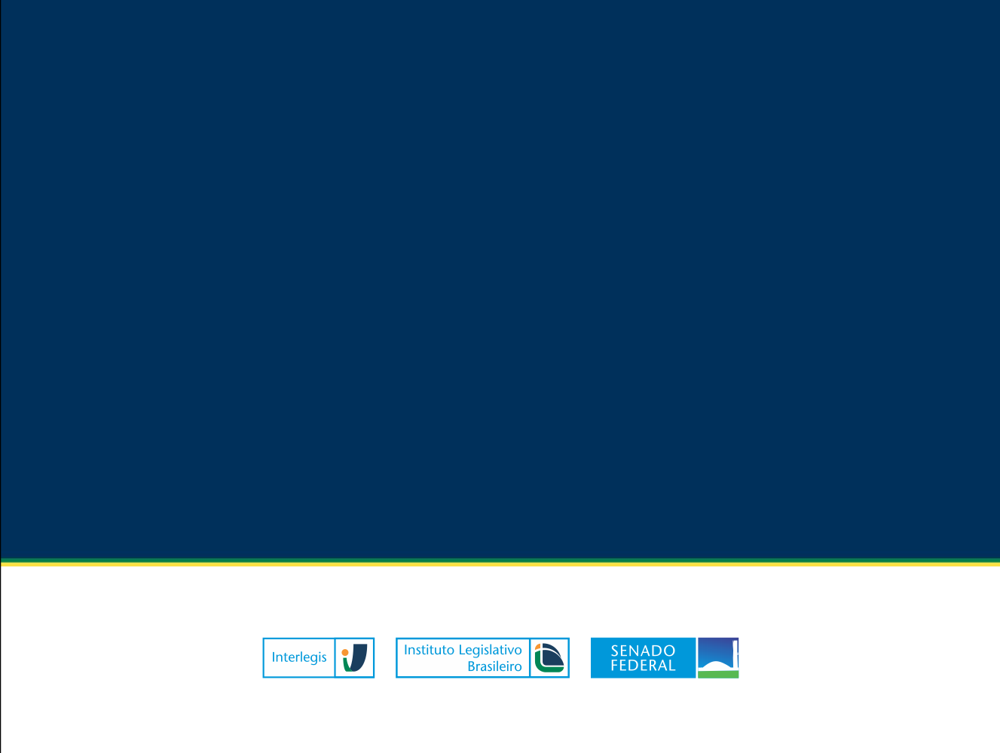 Interlegis
Instituto Legislativo
Brasileiro
SENADO
FEDERAL